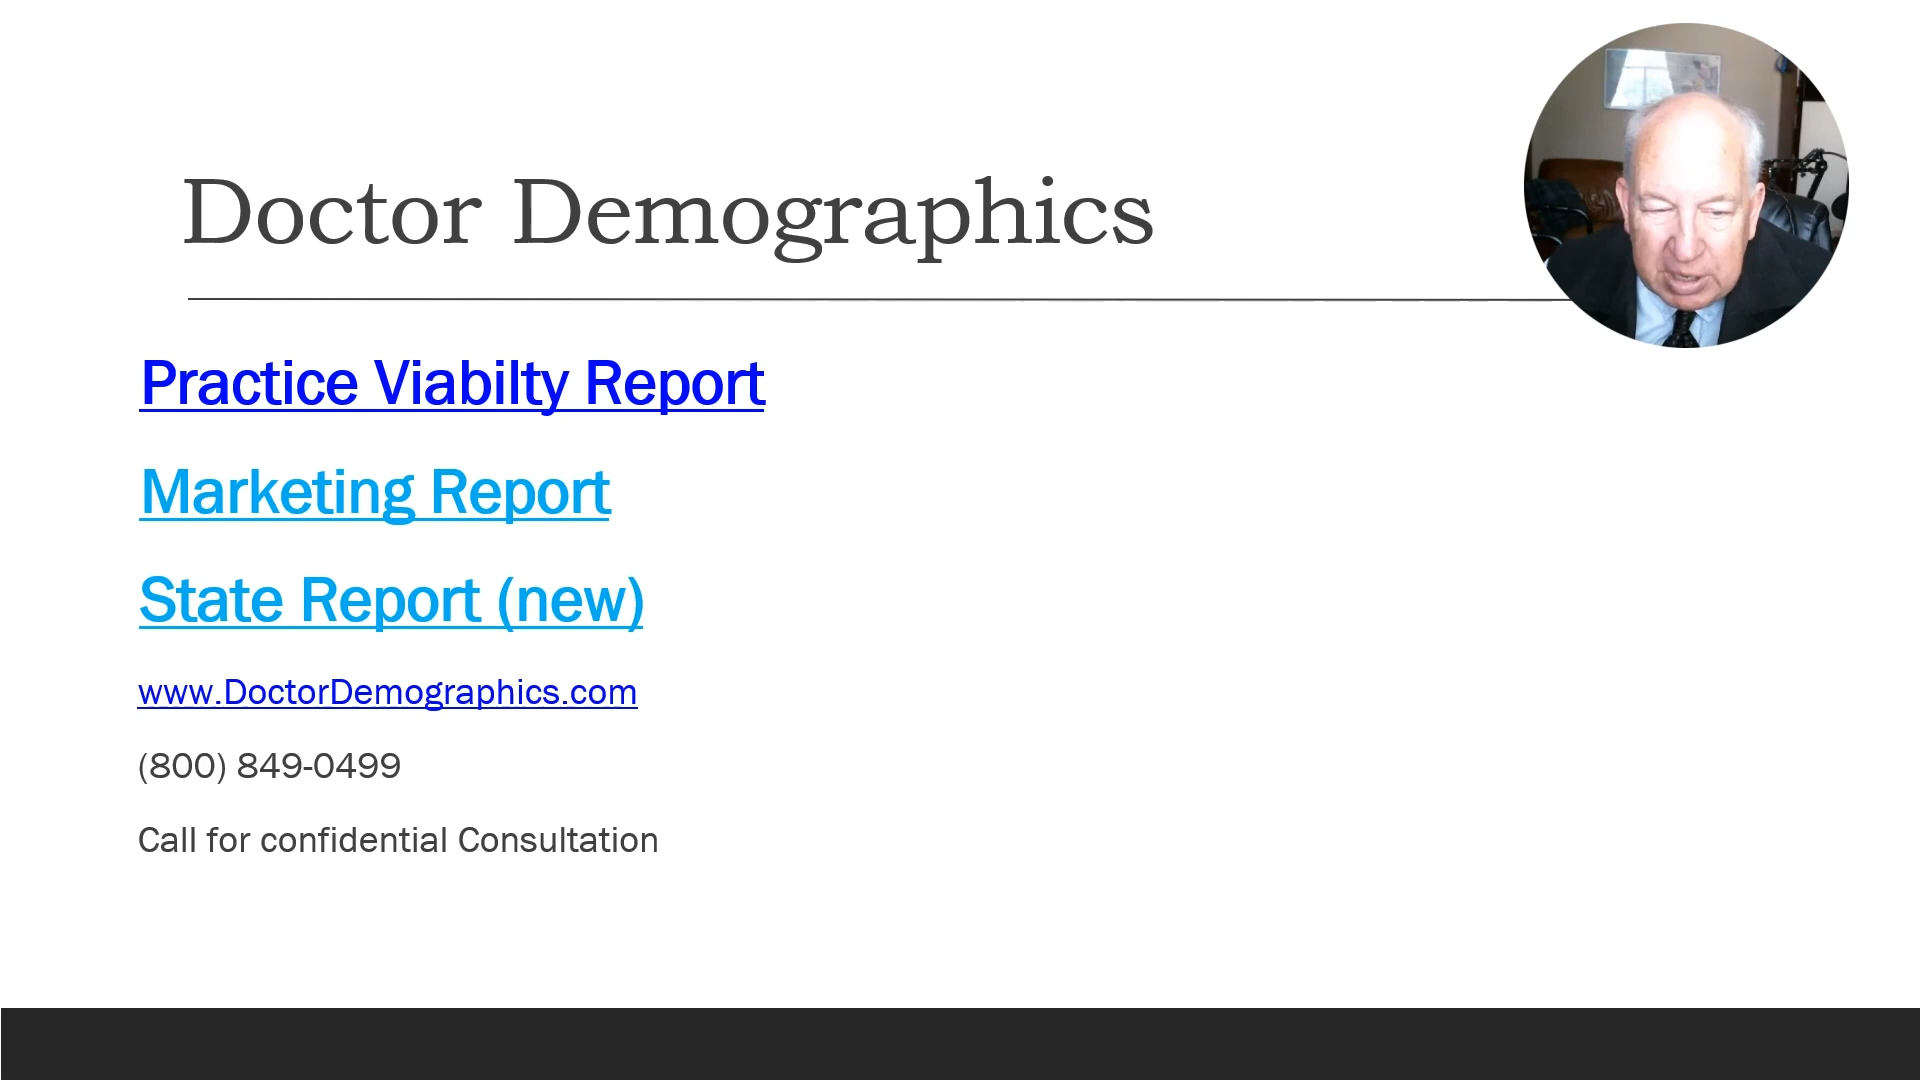 Doctor Demographics
Practice Viabilty Report
Marketing Report
State Report (new)
www.DoctorDemographics.com
(800) 849-0499
Call for confidential Consultation